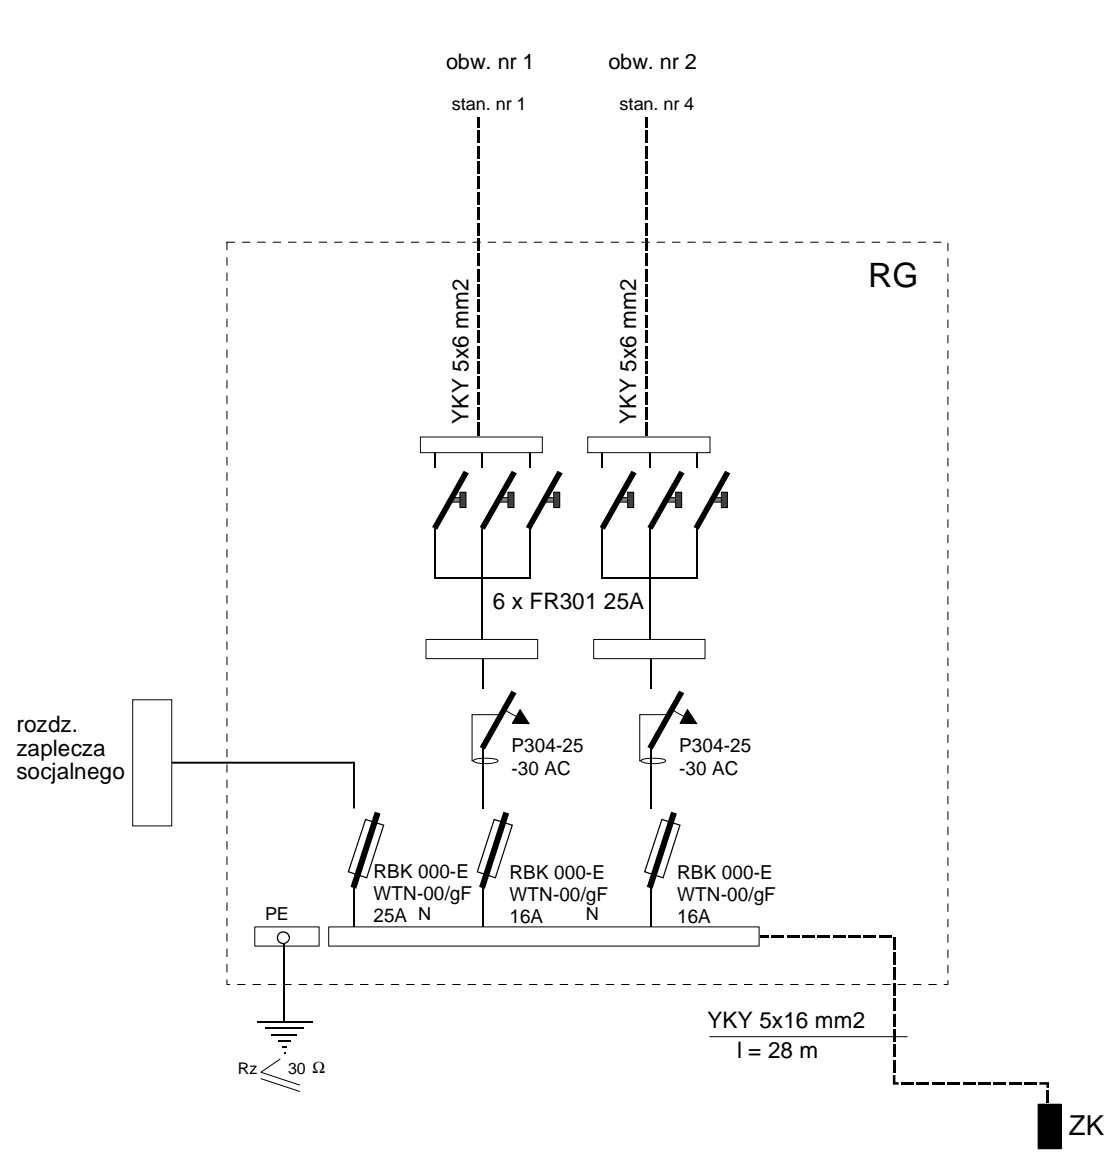 obw. nr 1
obw. nr 2
stan. nr 1
stan. nr 4
RG
YKY 5x6 mm2
YKY 5x6 mm2
6 x FR301 25A
rozdz.
zaplecza
socjalnego
P304-25
-30 AC
P304-25
-30 AC
RBK 000-E
WTN-00/gF
25A
N
RBK 000-E
WTN-00/gF
16A
N
RBK 000-E
WTN-00/gF
16A
PE
YKY 5x16 mm2
l = 28 m
Rz ≤ 30 Ω
ZK